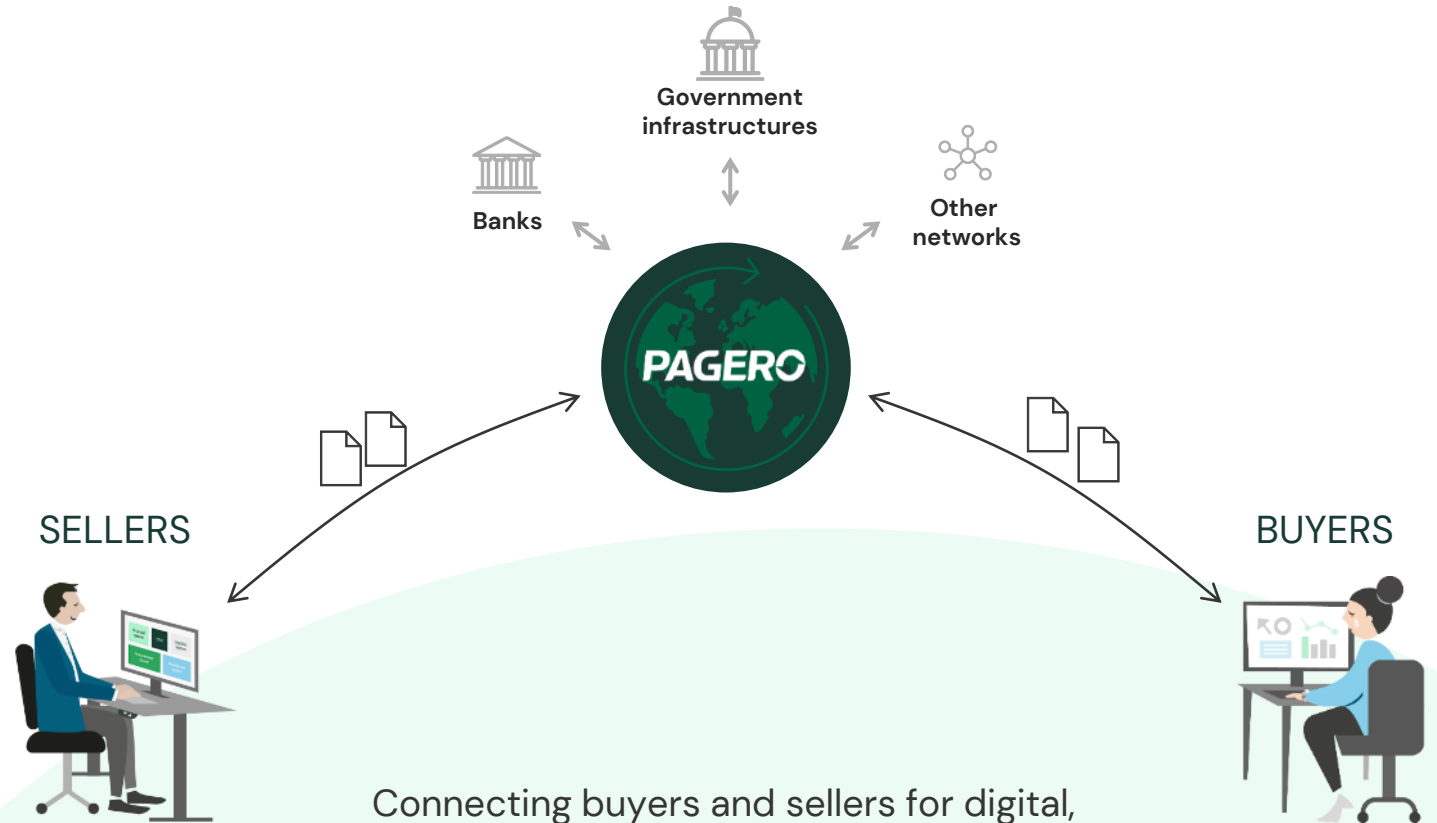 Government
infrastructures
Banks
Other
networks
PAGERO
SELLERS
BUYERS
Connecting buyers and sellers for digital,